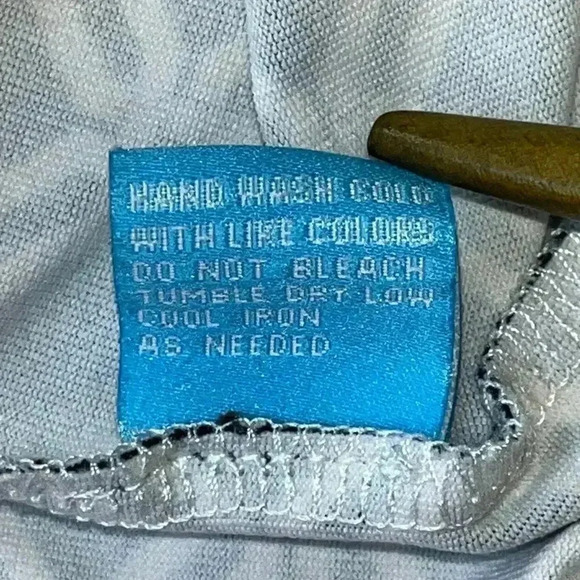 HAND WASH COLD
WITH LIKE COLORS
DO NOT BLEACH
TUMBLE DRY LOW
COOL IRON
AS NEEDED